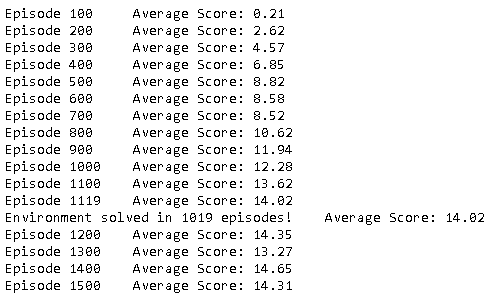 Episode 100 Average Score: 0.21
Episode 200 Average Score: 2.62
Episode 300 Average Score: 4.57
Episode 400 Average Score: 6.85
Episode 500 Average Score: 8.82
Episode 600 Average Score: 8.58
Episode 700 Average Score: 8.52
Episode 800 Average Score: 10.62
Episode 900 Average Score: 11.94
Episode 1000 Average Score: 12.28
Episode 1100 Average Score: 13.62
Episode 1119 Average Score: 14.02
Environment solved in 1019 episodes! Average Score: 14.02
Episode 1200 Average Score: 14.35
Episode 1300 Average Score: 13.27
Episode 1400 Average Score: 14.65
Episode 1500 Average Score: 14.31